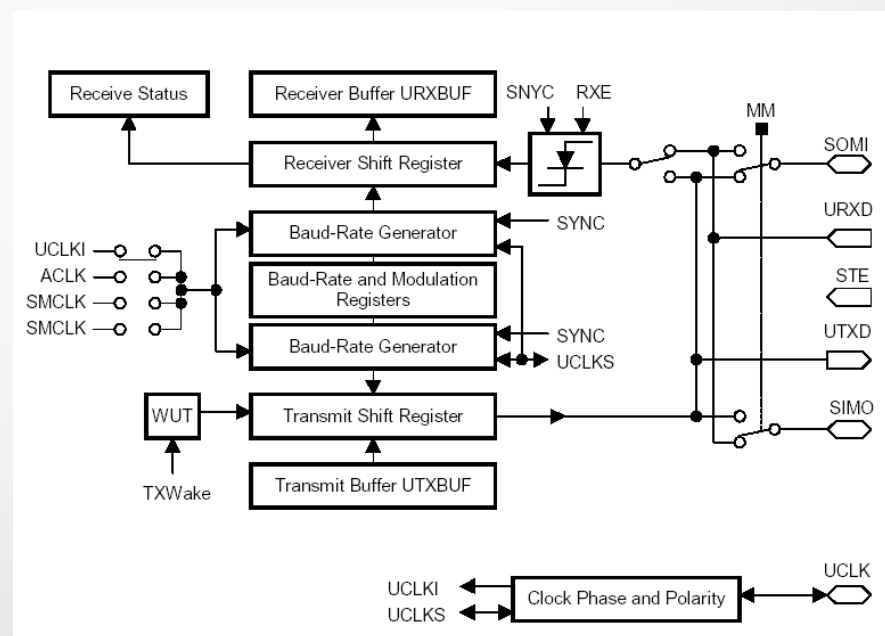 Receive Status
Receiver Buffer URXBUF
SNYC
RXE
MM
Receiver Shift Register
SOMI
Baud-Rate Generator
SYNC
URXD
UCLKI
ACLK
SMCLK
SMCLK
Baud-Rate and Modulation
Registers
STE
Baud-Rate Generator
SYNC
UCLKS
UTXD
WUT
Transmit Shift Register
SIMO
TXWake
Transmit Buffer UTXBUF
UCLKI
UCLKS
Clock Phase and Polarity
UCLK